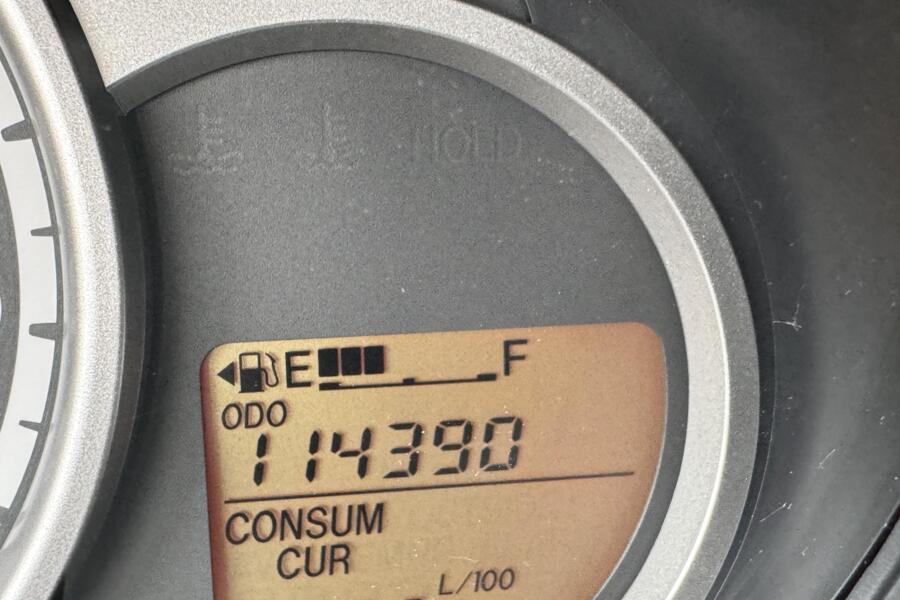 HOLD
E F
ODO
114390
CONSUM
CUR
L/100